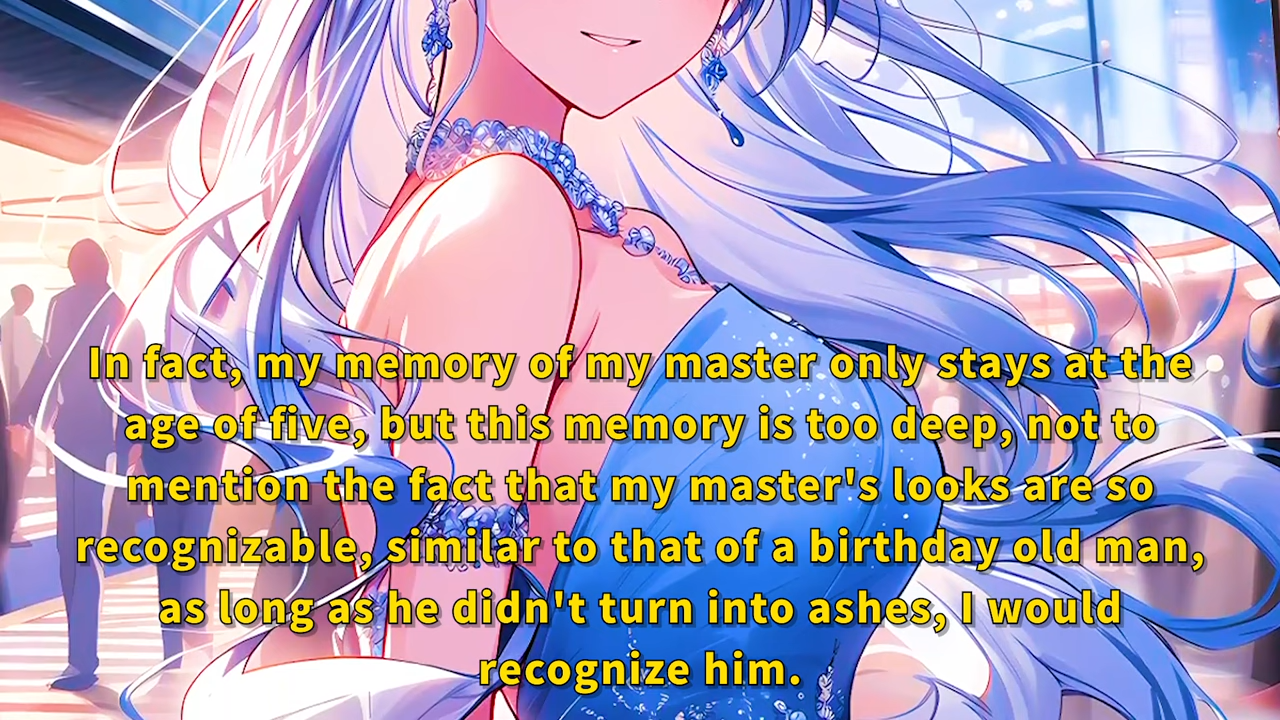 In fact, my memory of my master only stays at the
age of five, but this memory is too deep, not to
mention the fact that my master's looks are so
recognizable, similar to that of a birthday old man,
as long as he didn't turn into ashes, I would
recognize him.